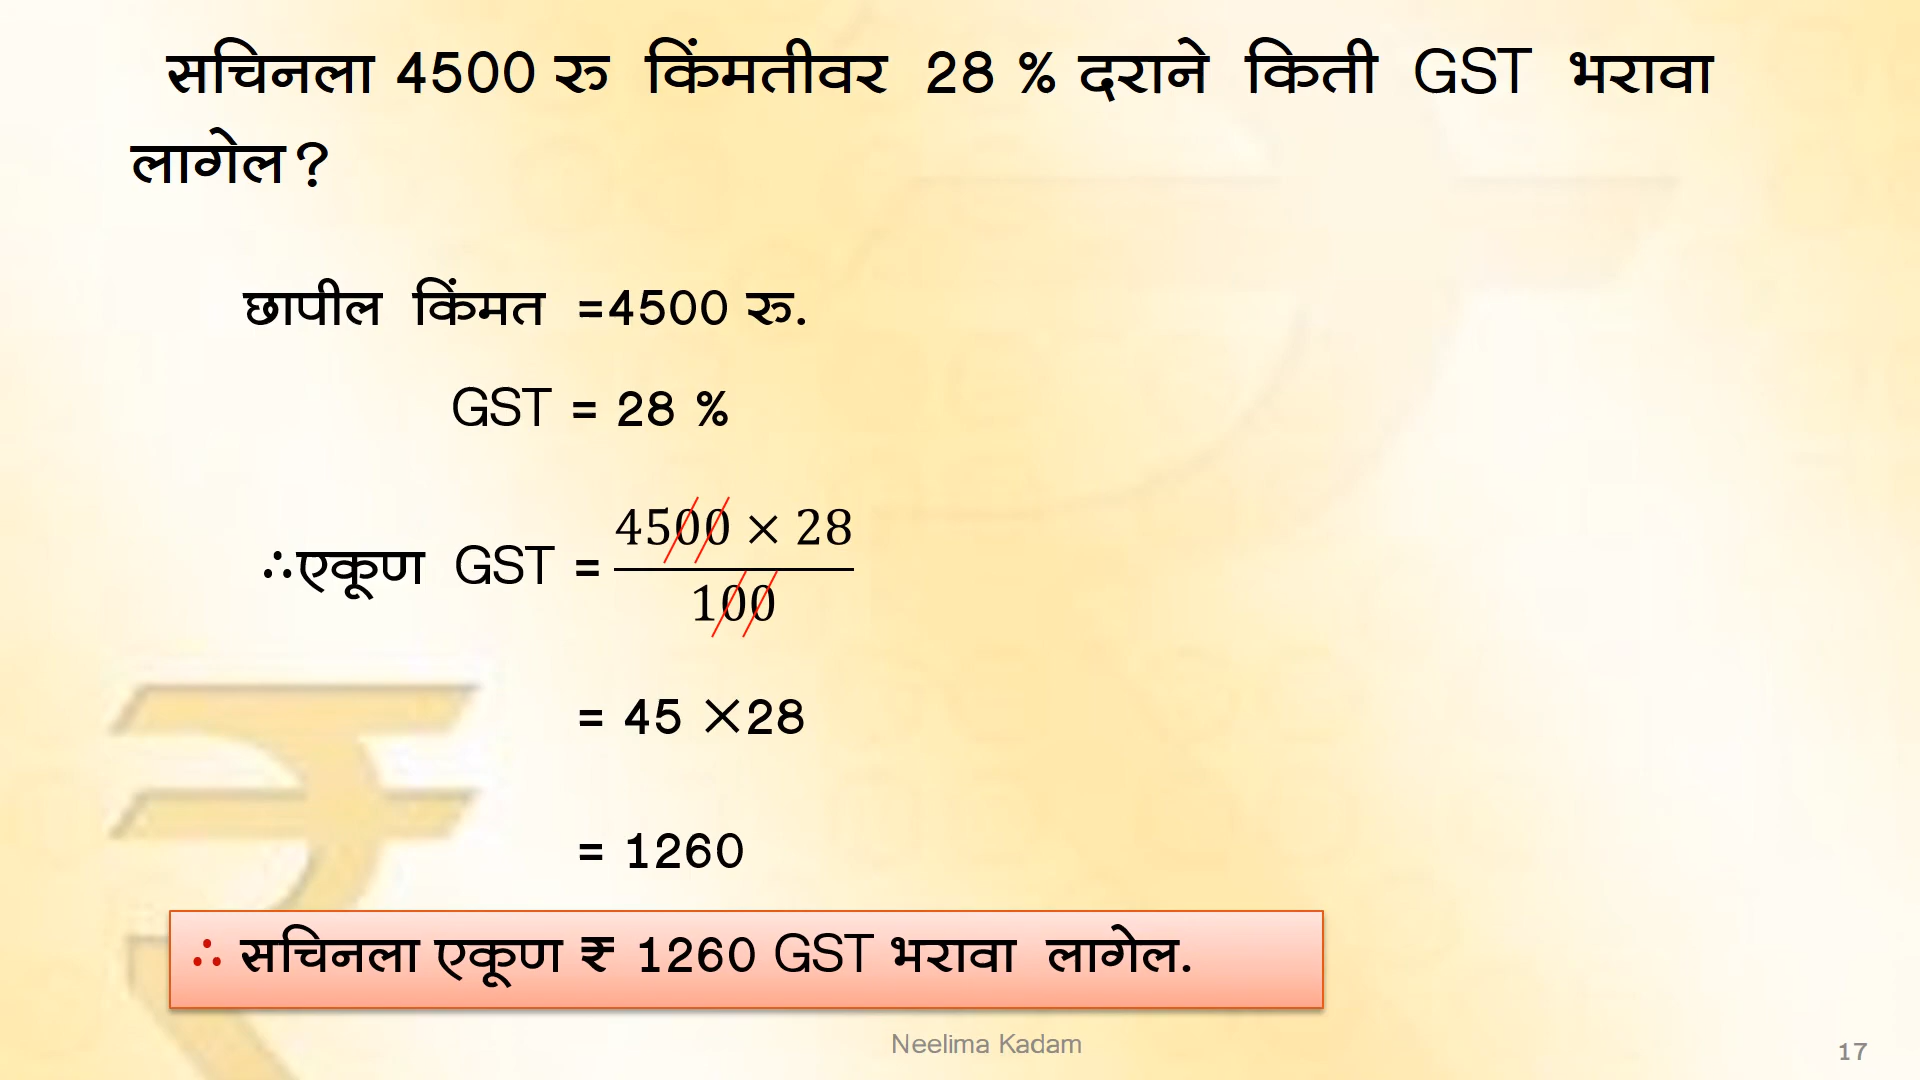 सचिनला 4500 रु किंमतीवर 28 % दराने किती GST भरावा
लागेल ?
छापील किंमत =4500 रु.
GST = 28 %
∴एकूण GST = 4500 × 28
100
= 45 ×28
= 1260
∴ सचिनला एकूण ₹ 1260 GST भरावा लागेल.
Neelima Kadam
17